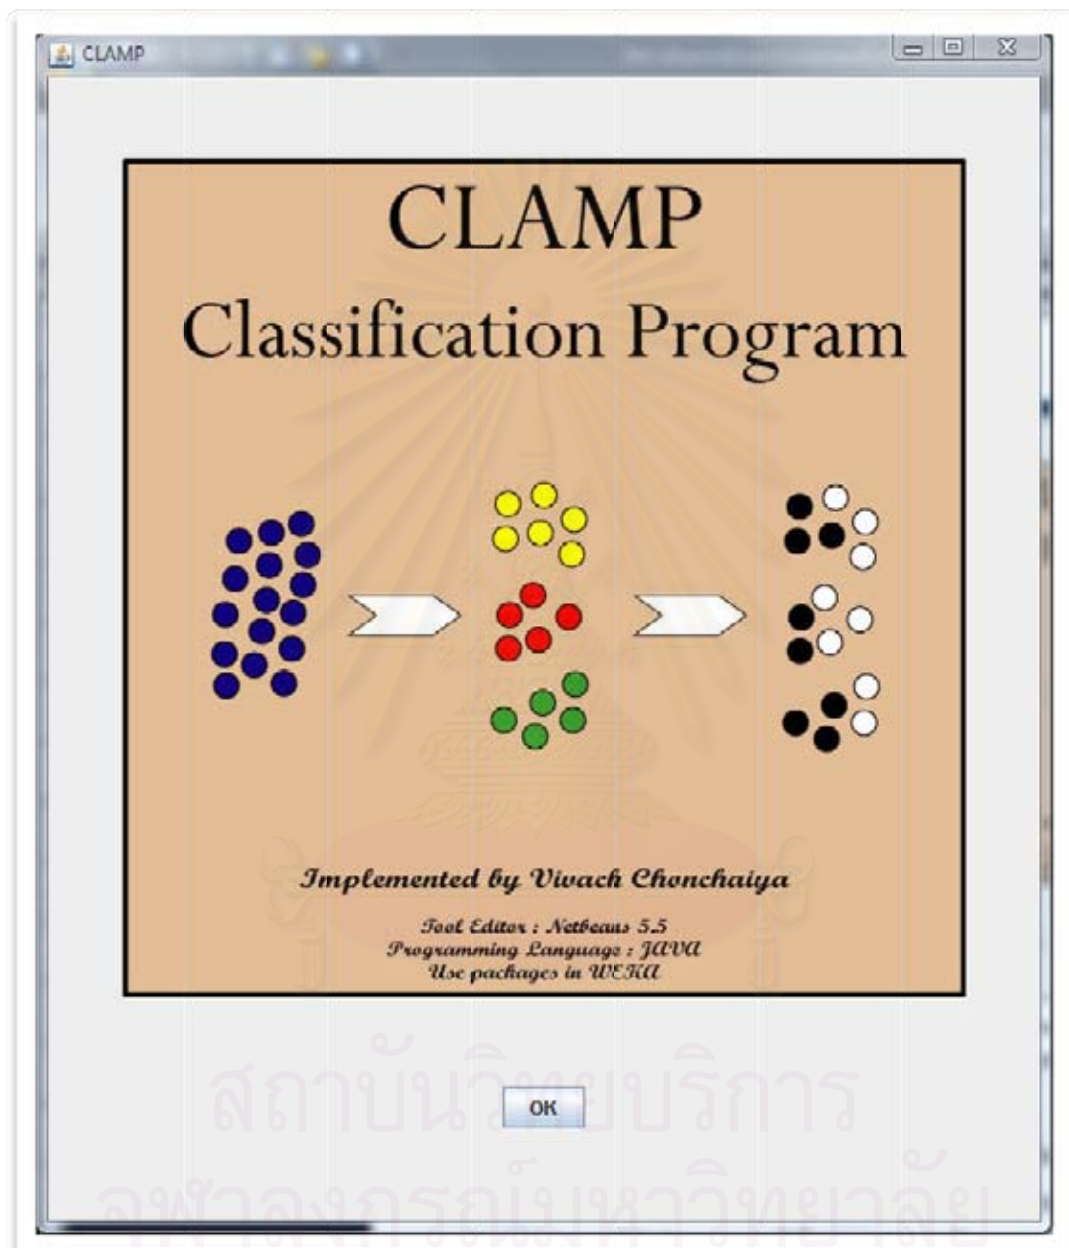 CLAMP
CLAMP
Classification Program
Implemented by Vivach Chonchaiya
Tool Editor : Netbeans 5.5
Programming Language : JAVA
Use packages in WEKA
OK
สถาบันวิทยบริการ
จุฬาลงกรณ์มหาวิทยาลัย